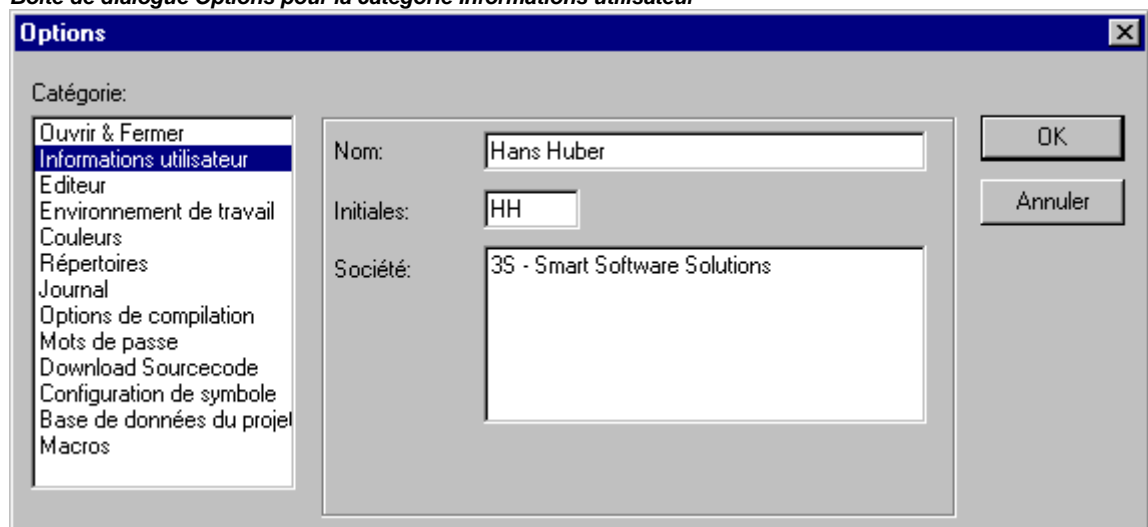 Boîte de dialogue Options pour la catégorie Informations utilisateur
Options
Catégorie:
Ouvrir & Fermer
Informations utilisateur
Editeur
Environnement de travail
Couleurs
Répertoires
Journal
Options de compilation
Mots de passe
Download Sourcecode
Configuration de symbole
Base de données du projet
Macros
Nom:
Hans Huber
Initiales:
HH
Société:
3S - Smart Software Solutions
OK
Annuler